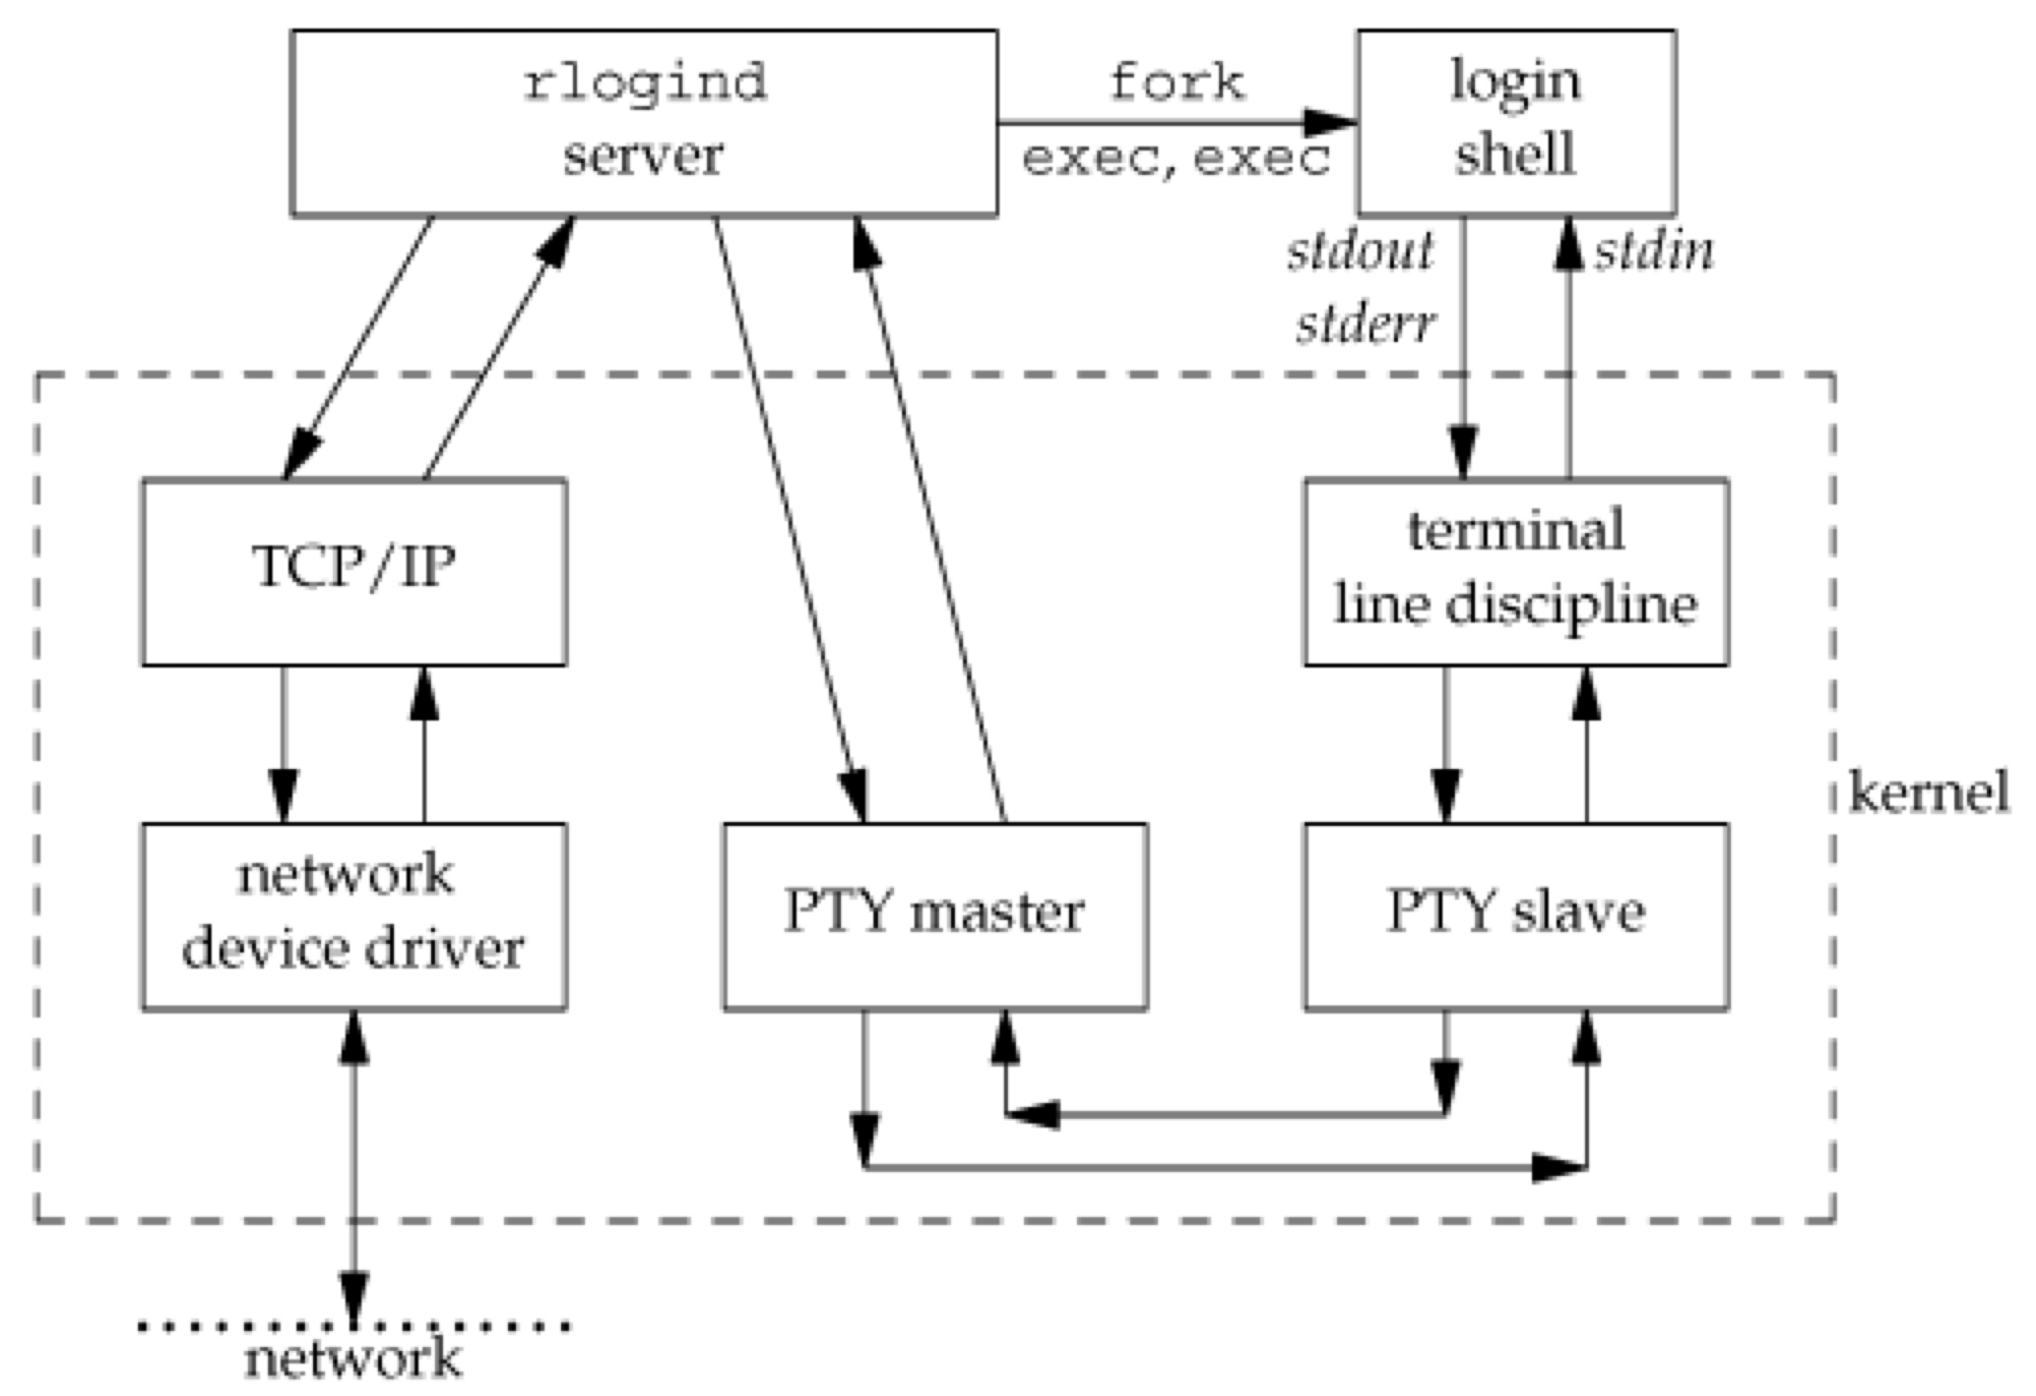 rlogind
server
fork
exec, exec
login
shell
stdout
stderr
stdin
TCP/IP
terminal
line discipline
kernel
network
device driver
PTY master
PTY slave
network